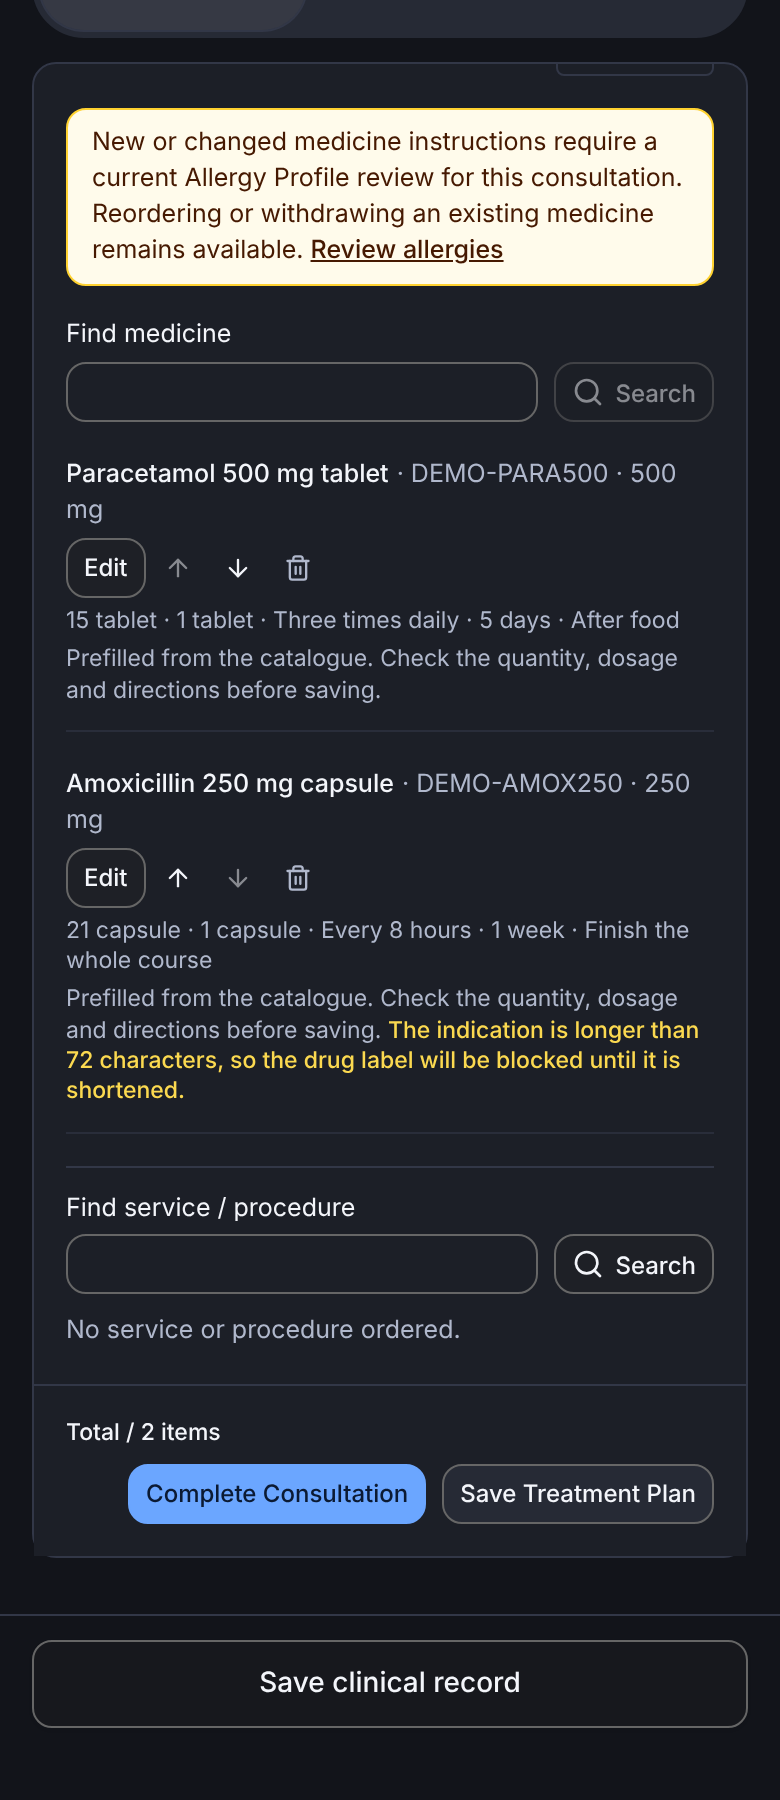 New or changed medicine instructions require a
current Allergy Profile review for this consultation.
Reordering or withdrawing an existing medicine
remains available. Review allergies
Find medicine
Search
Paracetamol 500 mg tablet · DEMO-PARA500 · 500
mg
Edit
15 tablet · 1 tablet · Three times daily · 5 days · After food
Prefilled from the catalogue. Check the quantity, dosage
and directions before saving.
Amoxicillin 250 mg capsule · DEMO-AMOX250 · 250
mg
Edit
21 capsule · 1 capsule · Every 8 hours · 1 week · Finish the
whole course
Prefilled from the catalogue. Check the quantity, dosage
and directions before saving. The indication is longer than
72 characters, so the drug label will be blocked until it is
shortened.
Find service / procedure
Search
No service or procedure ordered.
Total / 2 items
Complete Consultation Save Treatment Plan
Save clinical record